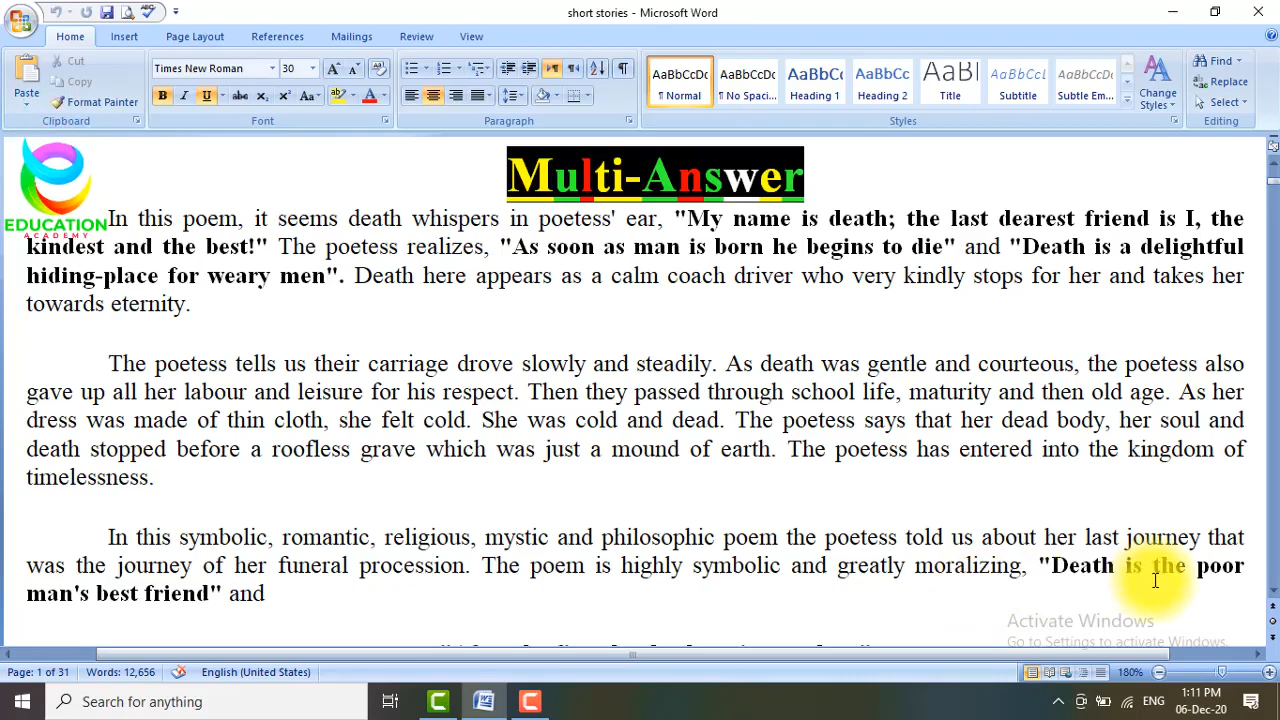 short stories - Microsoft Word
Home Insert Page Layout References Mailings Review View
Paste
Cut
Copy
Format Painter
Clipboard
Times New Roman 30
Font
Paragraph
AaBbCcDc AaBbCcDc AaBbCc AaBbCc AaBl AaBbCcL AaBbCcDc
¶ Normal ¶ No Spaci... Heading 1 Heading 2 Title Subtitle Subtle Em...
Change Styles
Styles
Find
Replace
Select
Editing
EDUCATION
ACADEMY
Multi-Answer
In this poem, it seems death whispers in poetess' ear, "My name is death; the last dearest friend is I, the
kindest and the best!" The poetess realizes, "As soon as man is born he begins to die" and "Death is a delightful
hiding-place for weary men". Death here appears as a calm coach driver who very kindly stops for her and takes her
towards eternity.
The poetess tells us their carriage drove slowly and steadily. As death was gentle and courteous, the poetess also
gave up all her labour and leisure for his respect. Then they passed through school life, maturity and then old age. As her
dress was made of thin cloth, she felt cold. She was cold and dead. The poetess says that her dead body, her soul and
death stopped before a roofless grave which was just a mound of earth. The poetess has entered into the kingdom of
timelessness.
In this symbolic, romantic, religious, mystic and philosophic poem the poetess told us about her last journey that
was the journey of her funeral procession. The poem is highly symbolic and greatly moralizing, "Death is the poor
man's best friend" and
Activate Windows
Go to Settings to activate Windows.
Page: 1 of 31 Words: 12,656 English (United States) 180%
Search for anything
ENG
1:11 PM
06-Dec-20